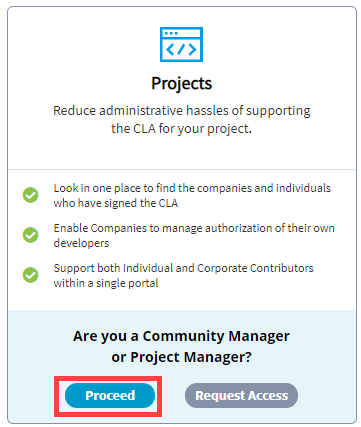 Projects
Reduce administrative hassles of supporting
the CLA for your project.
Look in one place to find the companies and individuals
who have signed the CLA
Enable Companies to manage authorization of their own
developers
Support both Individual and Corporate Contributors
within a single portal
Are you a Community Manager
or Project Manager?
Proceed
Request Access